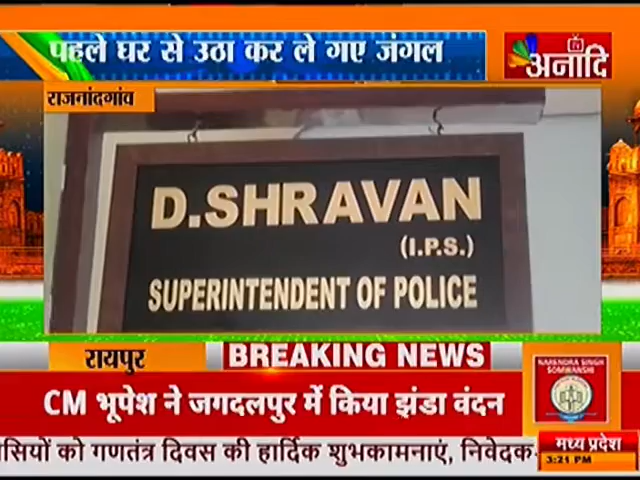 पहले घर से उठा कर ले गए जंगल
TV
अनादि
राजनांदगांव
D.SHRAVAN
(I.P.S.)
SUPERINTENDENT OF POLICE
रायपुर
BREAKING NEWS
NARENDRA SINGH
SOMWANSHI
CM भूपेश ने जगदलपुर में किया झंडा वंदन
मध्य प्रदेश
सियों को गणतंत्र दिवस की हार्दिक शुभकामनाएं, निवेदक-
3:21 PM